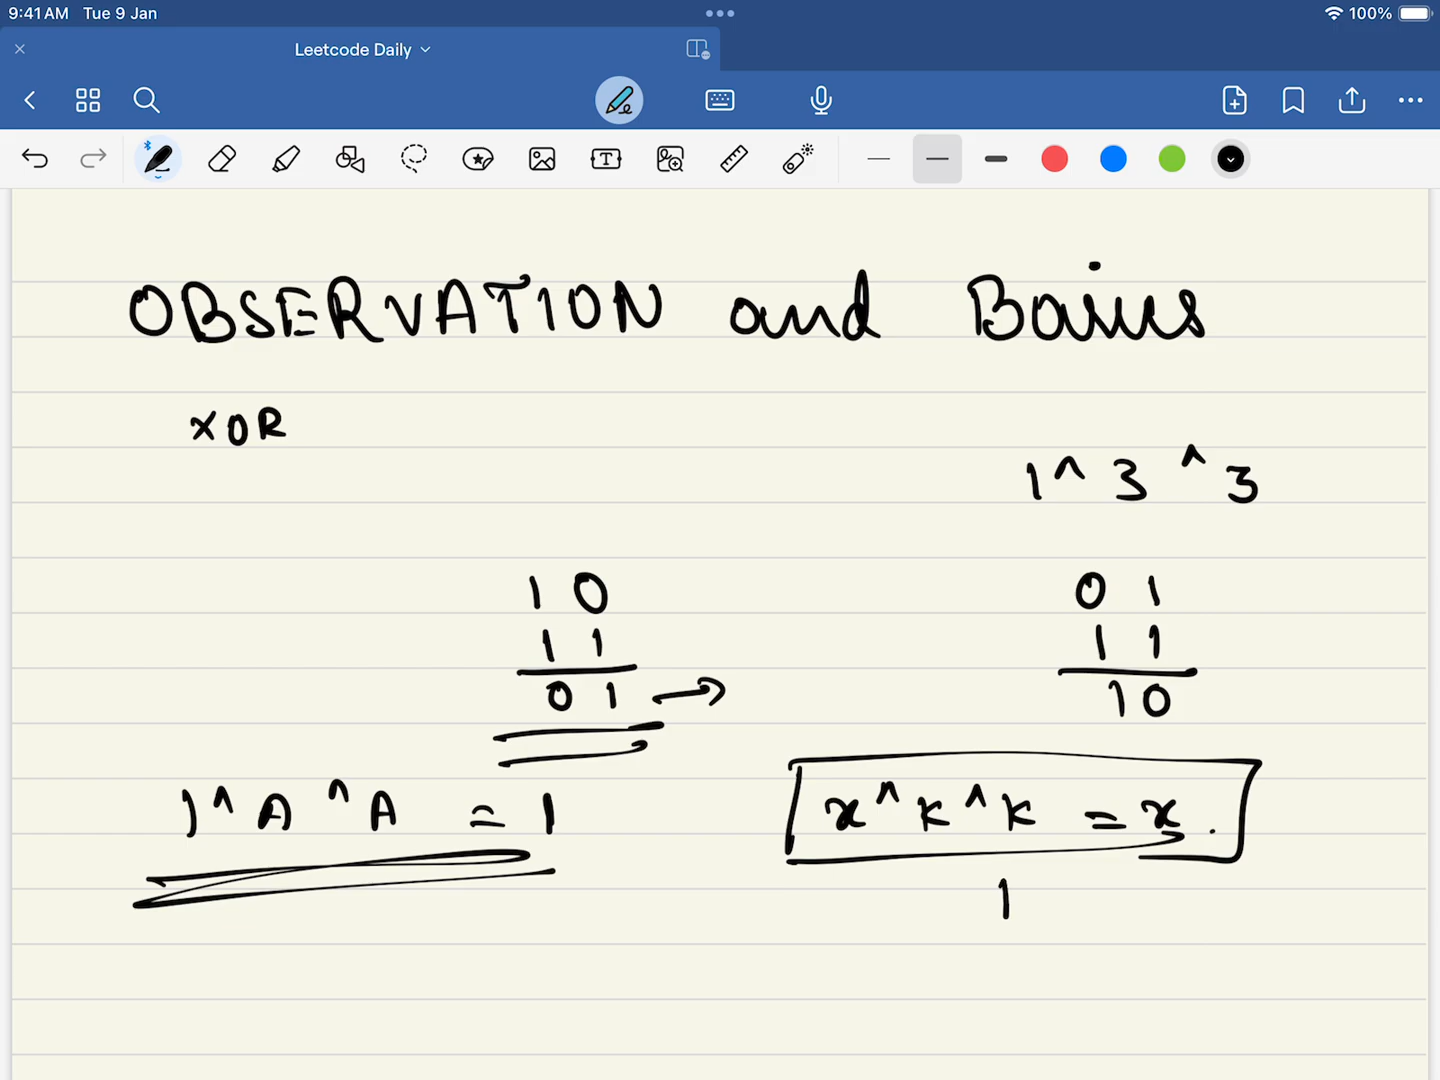 9:41 AM Tue 9 Jan
100%
Leetcode Daily
OBSERVATION and Basics
XOR
1^3^3
1 0
1 1
0 1
0 1
1 1
1 0
1^A^A = 1
x^k^k = x.
1